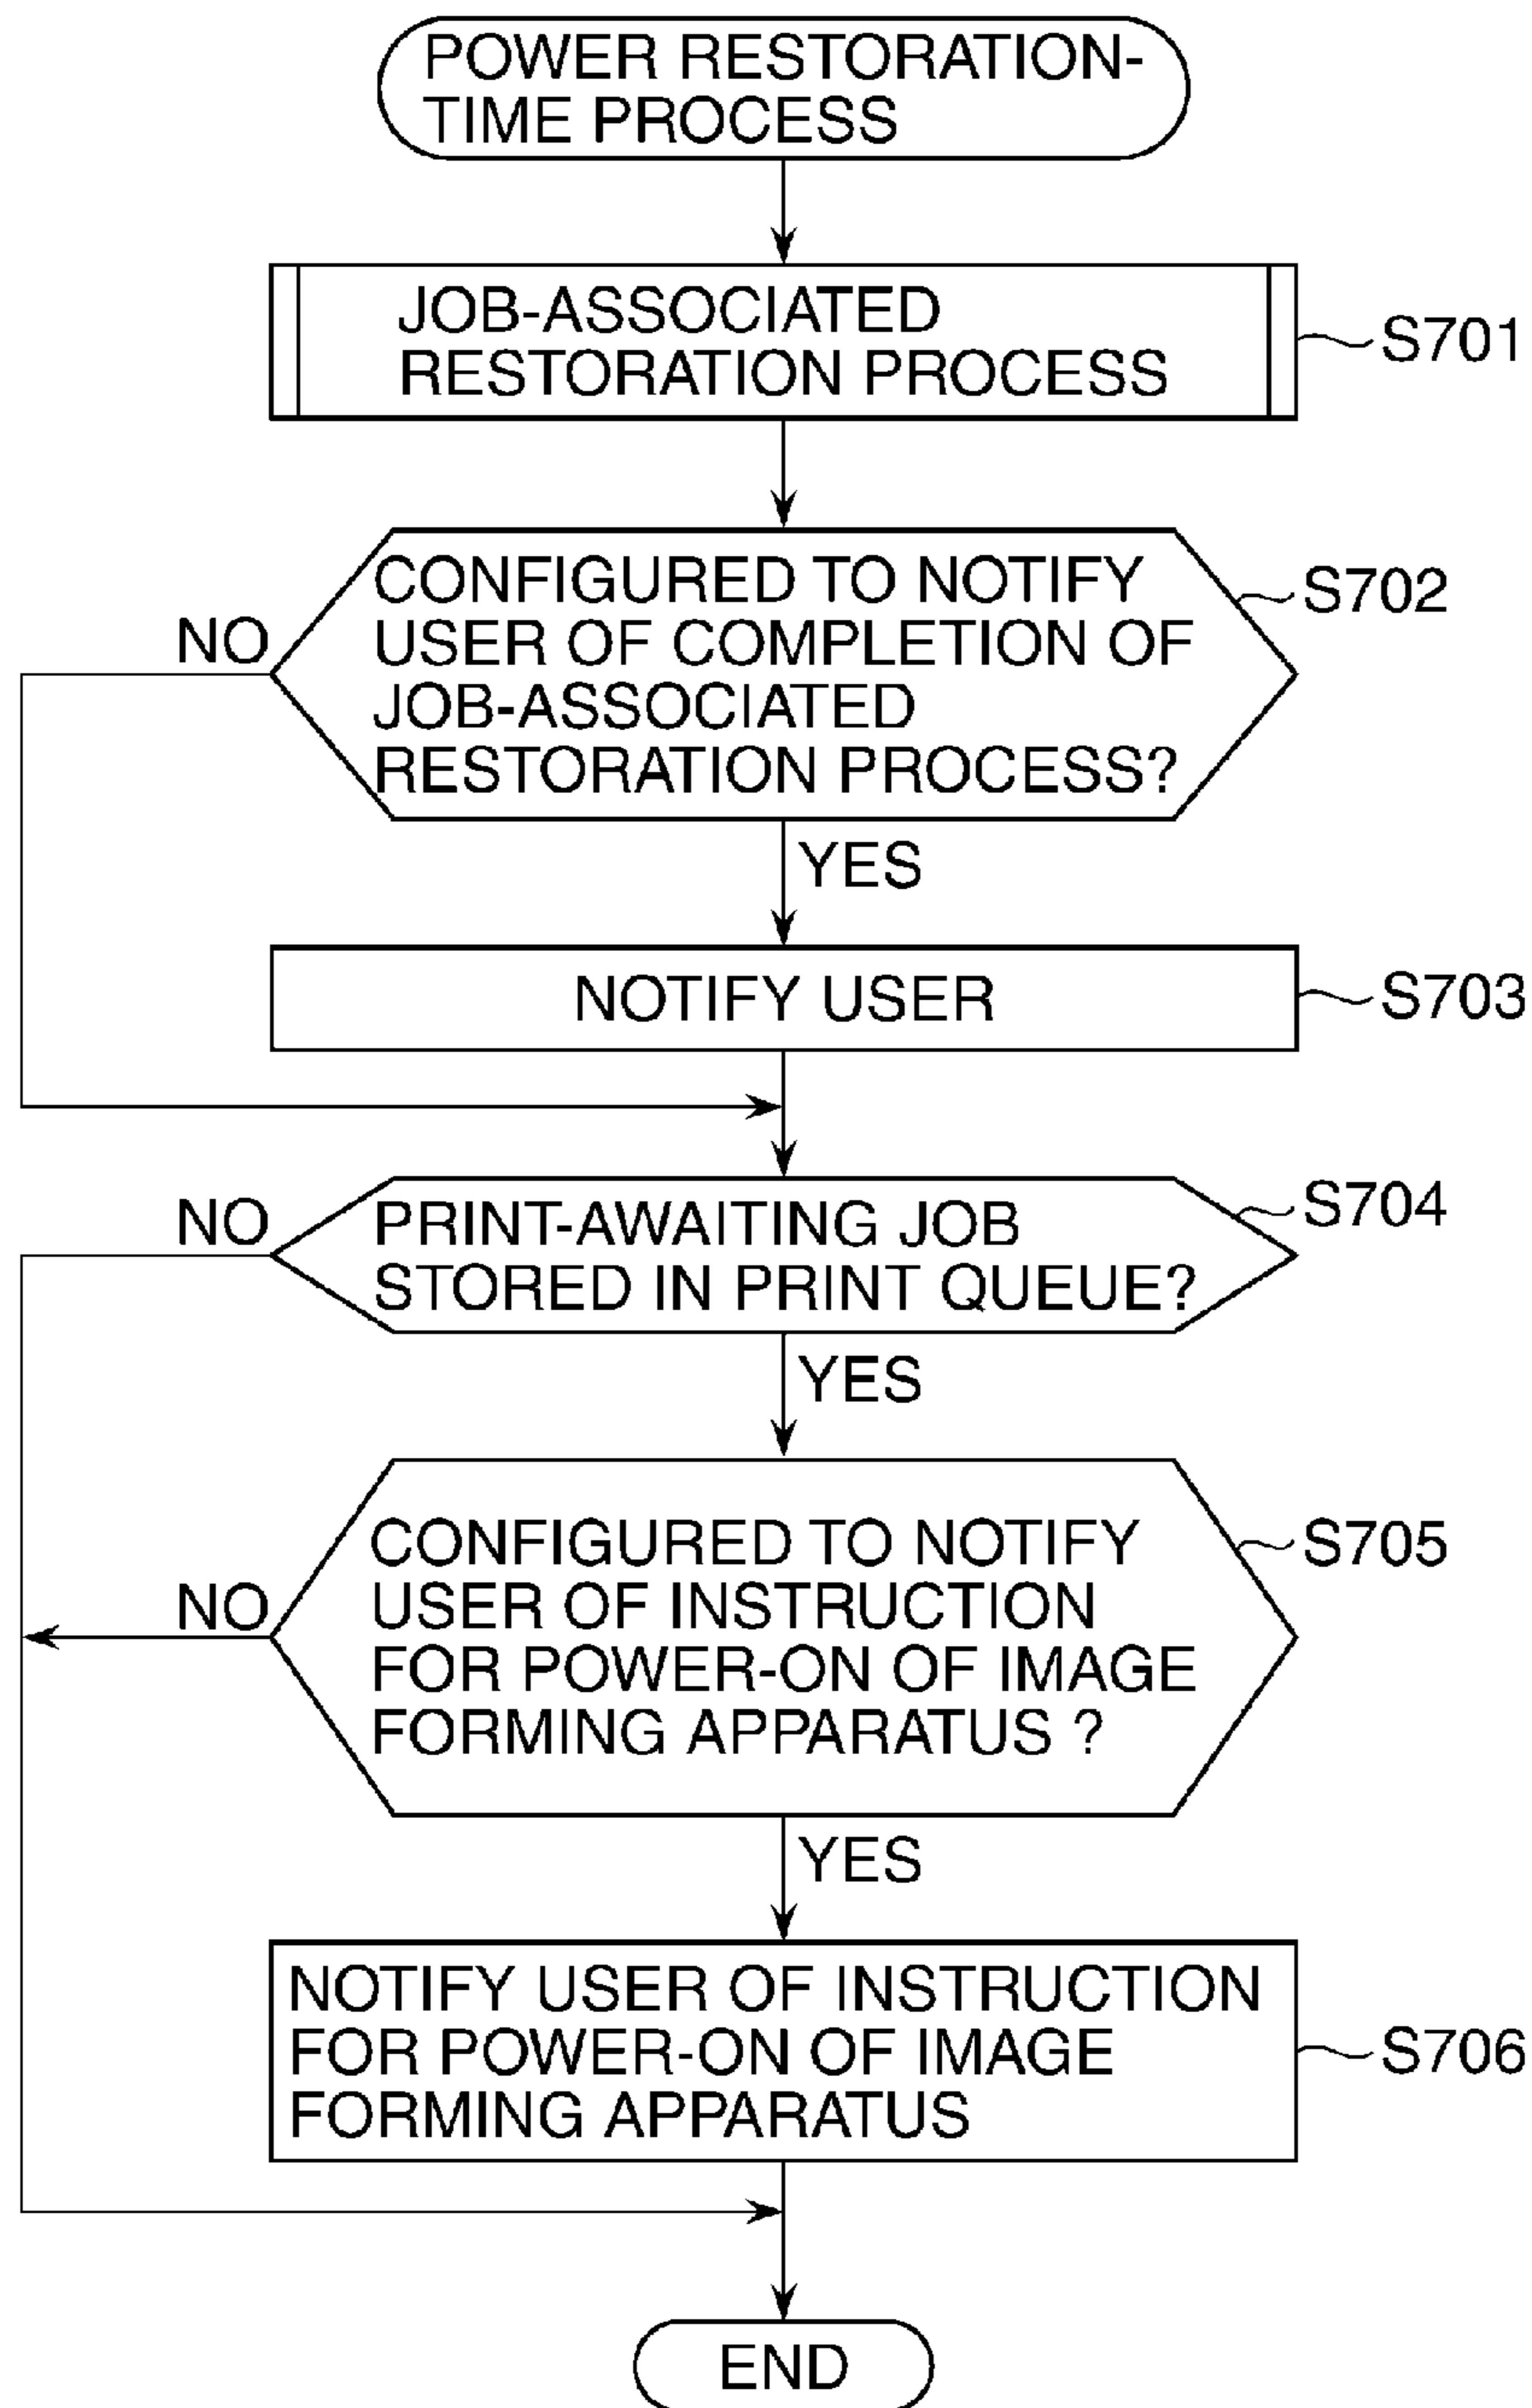 POWER RESTORATION-
TIME PROCESS
JOB-ASSOCIATED
RESTORATION PROCESS
S701
CONFIGURED TO NOTIFY
USER OF COMPLETION OF
JOB-ASSOCIATED
RESTORATION PROCESS?
S702
NO
YES
NOTIFY USER
S703
PRINT-AWAITING JOB
STORED IN PRINT QUEUE?
S704
NO
YES
CONFIGURED TO NOTIFY
USER OF INSTRUCTION
FOR POWER-ON OF IMAGE
FORMING APPARATUS ?
S705
NO
YES
NOTIFY USER OF INSTRUCTION
FOR POWER-ON OF IMAGE
FORMING APPARATUS
S706
END